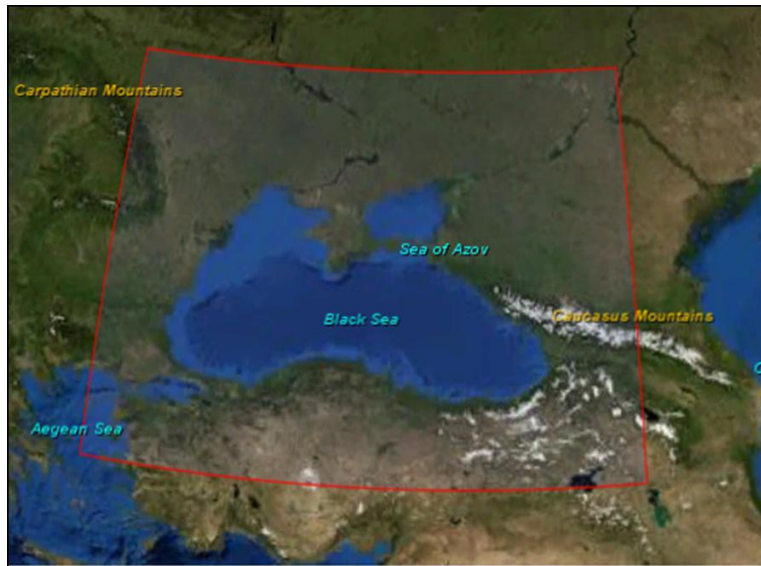 Carpathian Mountains
Sea of Azov
Black Sea
Caucasus Mountains
Aegean Sea